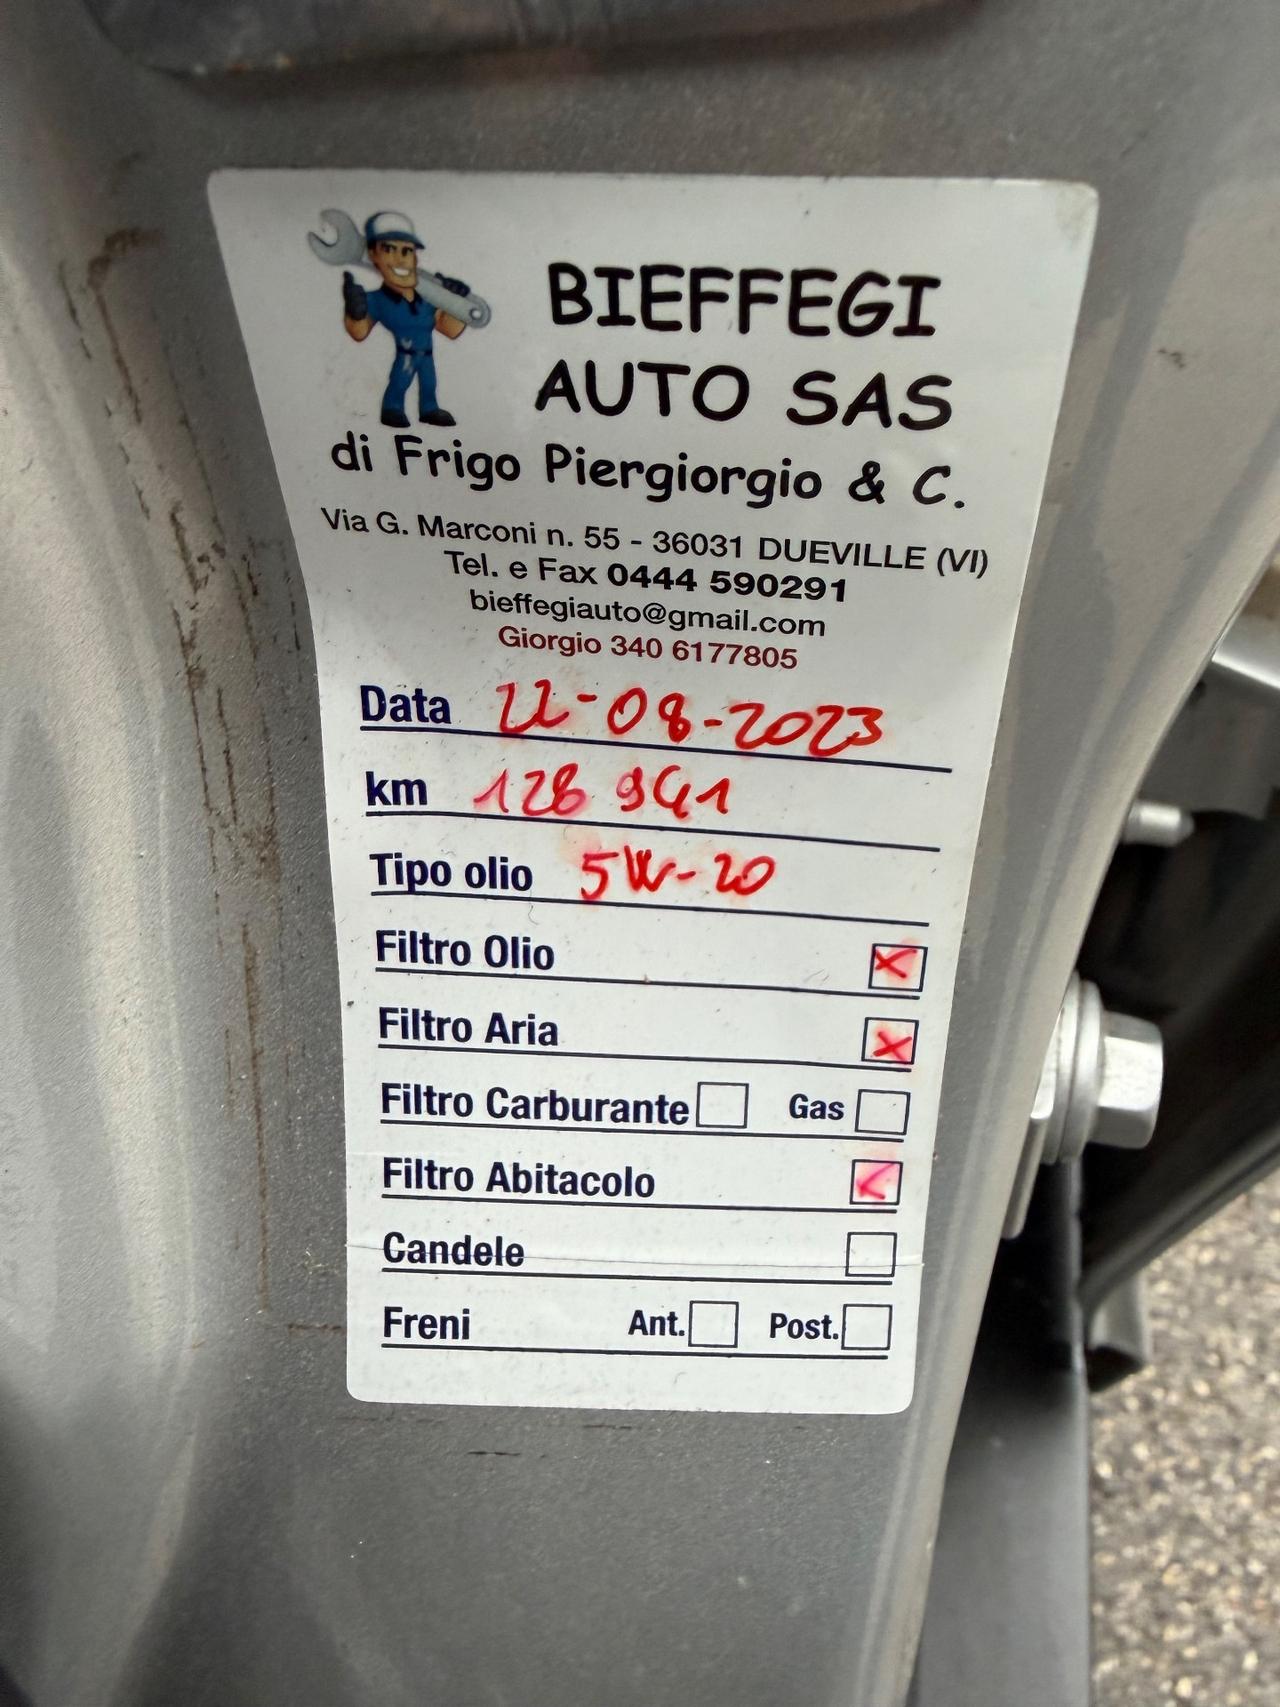 BIEFFEGI
AUTO SAS
di Frigo Piergiorgio & C.
Via G. Marconi n. 55 - 36031 DUEVILLE (VI)
Tel. e Fax 0444 590291
bieffegiauto@gmail.com
Giorgio 340 6177805
Data 22-08-2023
km 128 941
Tipo olio 5W-20
Filtro Olio
Filtro Aria
Filtro Carburante Gas
Filtro Abitacolo
Candele
Freni Ant. Post.